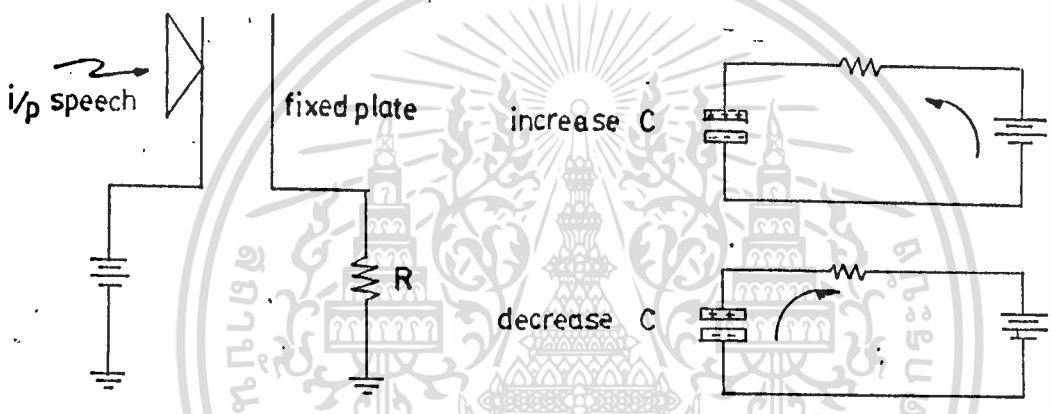 i/p speech
fixed plate
R
increase C
+ +
- -
decrease C
+ +
- -